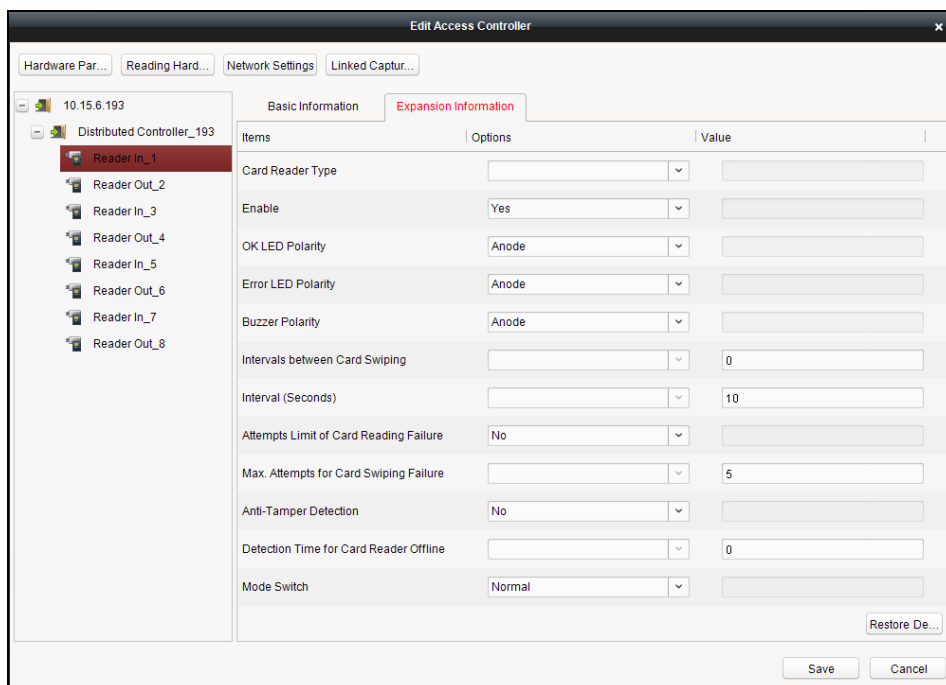 Edit Access Controller ×
Hardware Par... Reading Hard... Network Settings Linked Captur...
10.15.6.193
Distributed Controller_193
Reader In_1
Reader Out_2
Reader In_3
Reader Out_4
Reader In_5
Reader Out_6
Reader In_7
Reader Out_8
Basic Information Expansion Information
Items Options Value
Card Reader Type
Enable Yes
OK LED Polarity Anode
Error LED Polarity Anode
Buzzer Polarity Anode
Intervals between Card Swiping 0
Interval (Seconds) 10
Attempts Limit of Card Reading Failure No
Max. Attempts for Card Swiping Failure 5
Anti-Tamper Detection No
Detection Time for Card Reader Offline 0
Mode Switch Normal
Restore De...
Save Cancel